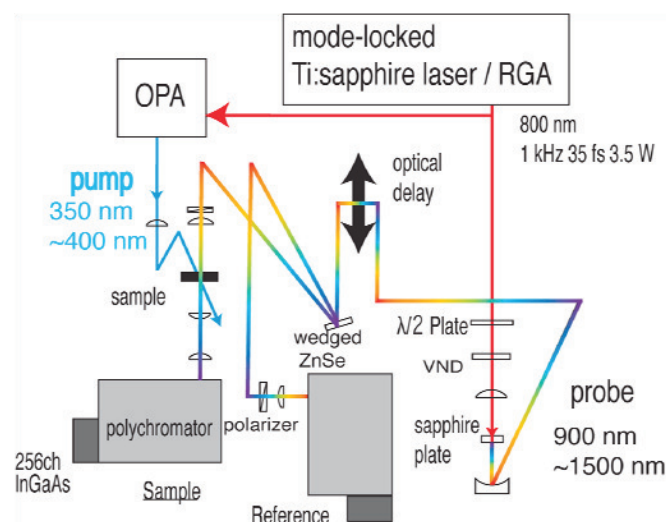 mode-locked
Ti:sapphire laser / RGA
OPA
800 nm
1 kHz 35 fs 3.5 W
pump
350 nm
~400 nm
optical
delay
sample
λ/2 Plate
wedged
ZnSe
VND
probe
900 nm
~1500 nm
sapphire
plate
polychromator
polarizer
256ch
InGaAs
Sample
Reference